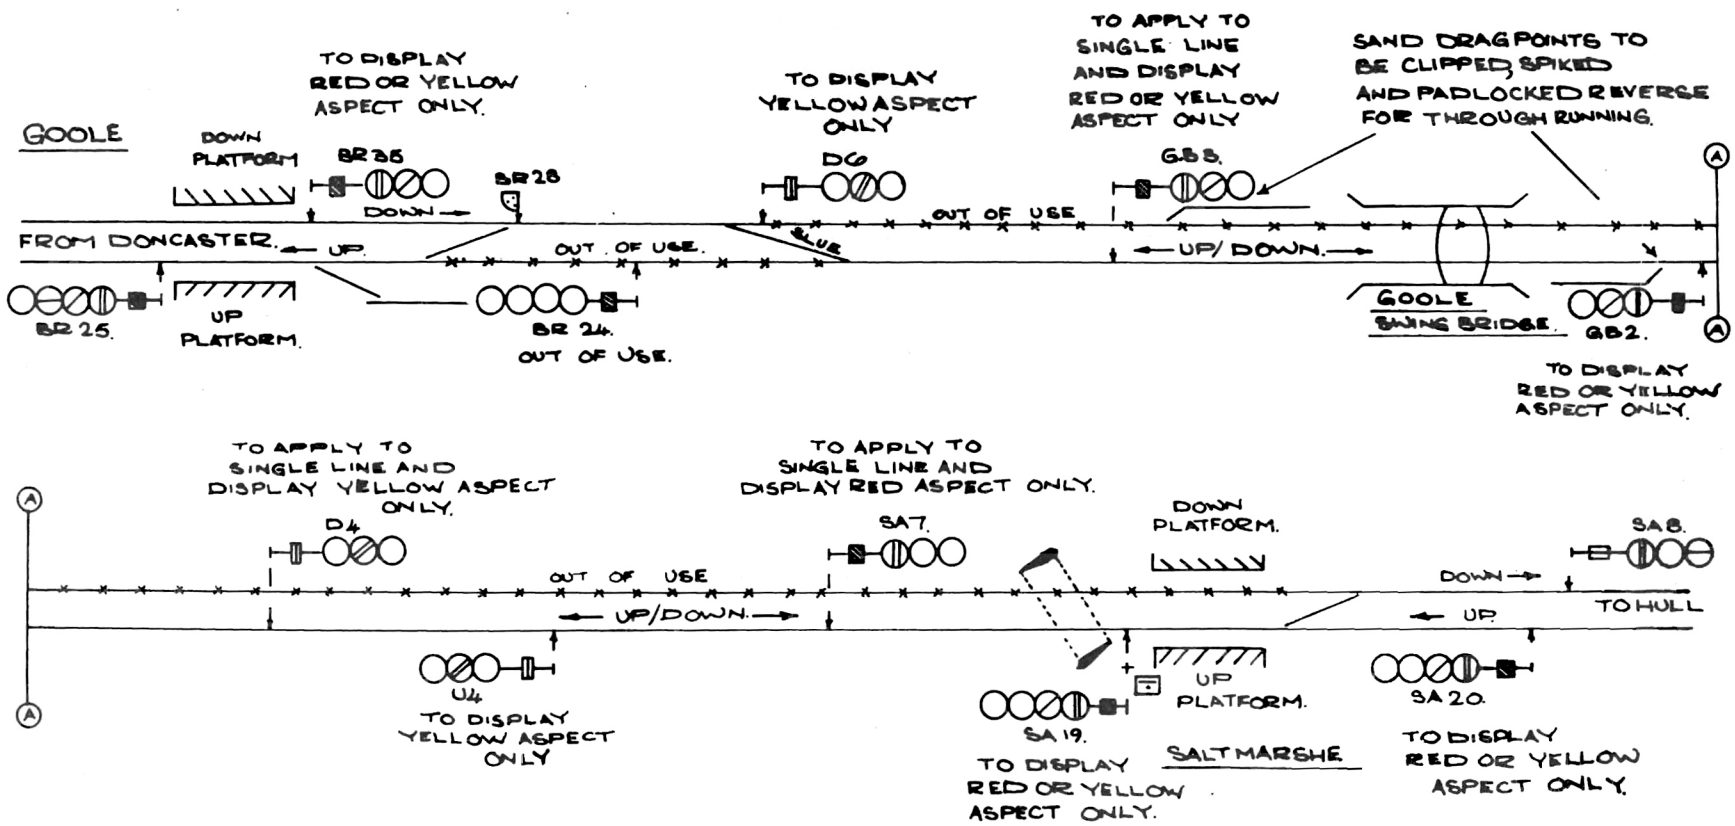 GOOLE
DOWN
PLATFORM
TO DISPLAY
RED OR YELLOW
ASPECT ONLY.
BR 35
DOWN
BR 28
TO DISPLAY
YELLOW ASPECT
ONLY
D6
TO APPLY TO
SINGLE LINE
AND DISPLAY
RED OR YELLOW
ASPECT ONLY
GB 3.
SAND DRAG POINTS TO
BE CLIPPED, SPIKED
AND PADLOCKED REVERSE
FOR THROUGH RUNNING.
A
OUT OF USE
FROM DONCASTER.
UP.
OUT OF USE.
SLUE
UP/DOWN.
BR 25.
UP
PLATFORM.
BR 24.
OUT OF USE.
GOOLE
SWING BRIDGE.
GB2.
A
TO DISPLAY
RED OR YELLOW
ASPECT ONLY.
A
TO APPLY TO
SINGLE LINE AND
DISPLAY YELLOW ASPECT
ONLY.
D4
TO APPLY TO
SINGLE LINE AND
DISPLAY RED ASPECT ONLY.
SA7.
DOWN
PLATFORM.
SA 8.
OUT OF USE
DOWN
UP/DOWN.
UP.
TO HULL
A
U4
TO DISPLAY
YELLOW ASPECT
ONLY
SA 19.
TO DISPLAY
RED OR YELLOW
ASPECT ONLY.
UP
PLATFORM.
SALTMARSHE
SA 20.
TO DISPLAY
RED OR YELLOW
ASPECT ONLY.